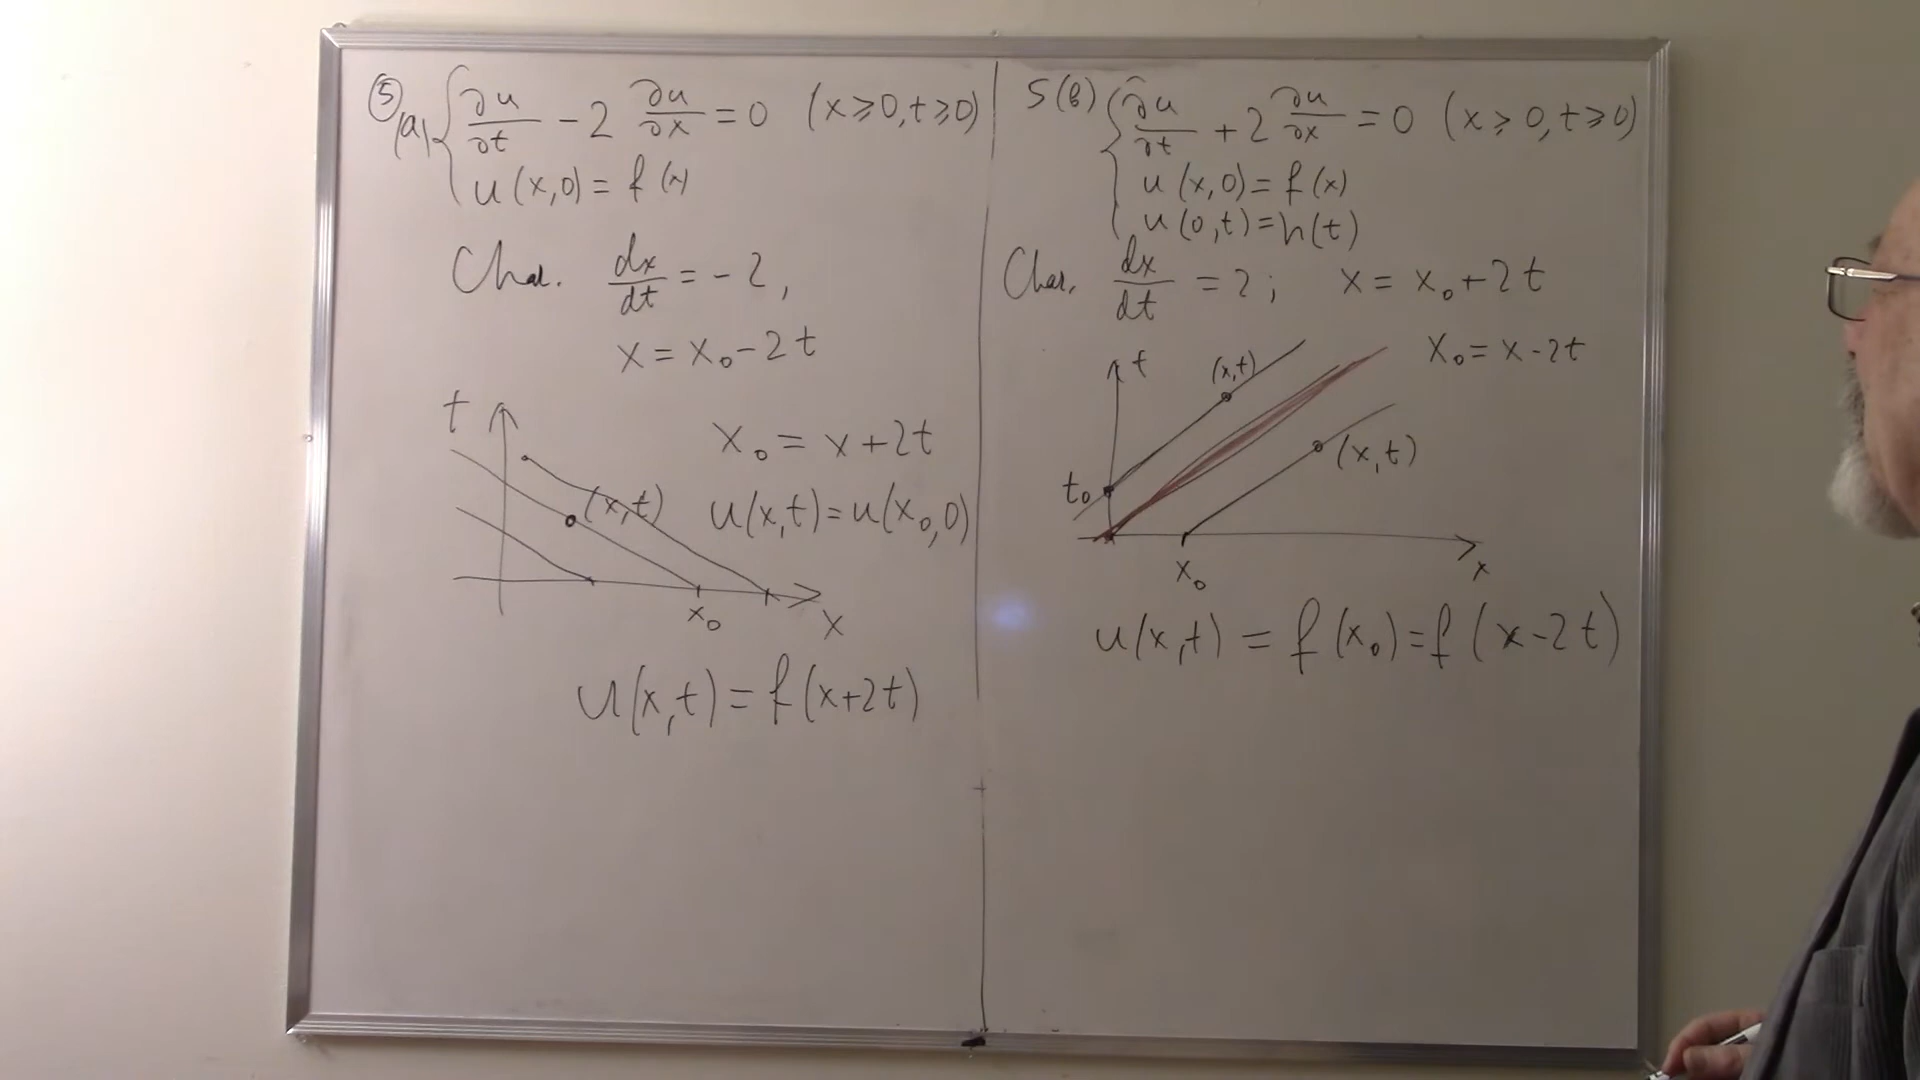 ⑤ (a) { ∂u/∂t − 2 ∂u/∂x = 0 (x ⩾ 0, t ⩾ 0)
u(x,0) = f(x)
Char. dx/dt = −2,
x = x₀ − 2t
t
x₀ = x + 2t
(x,t) u(x,t) = u(x₀,0)
x₀ x
u(x,t) = f(x+2t)
5(b) { ∂u/∂t + 2 ∂u/∂x = 0 (x ⩾ 0, t ⩾ 0)
u(x,0) = f(x)
u(0,t) = h(t)
Char. dx/dt = 2; x = x₀ + 2t
x₀ = x − 2t
t (x,t)
(x,t)
t₀
x₀ x
u(x,t) = f(x₀) = f(x−2t)